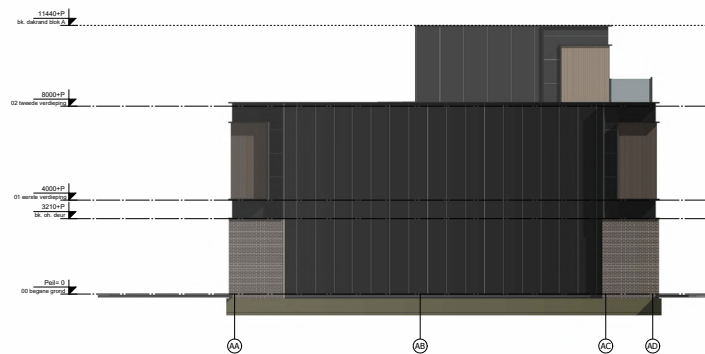 11440+P
bk. dakrand blok A
8000+P
02 tweede verdieping
4000+P
01 eerste verdieping
3210+P
bk. oh. deur
Peil= 0
00 begane grond
AA
AB
AC
AD